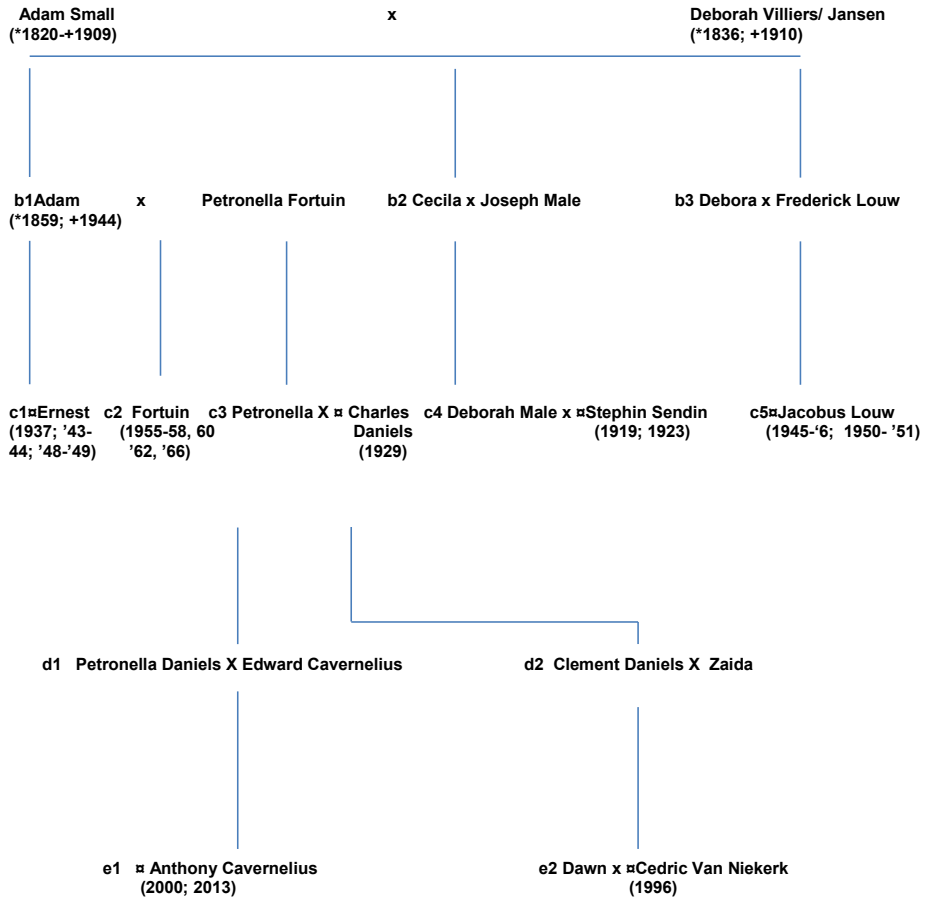 Adam Small x Deborah Villiers/ Jansen
(*1820-+1909) (*1836; +1910)
b1Adam x Petronella Fortuin b2 Cecila x Joseph Male b3 Debora x Frederick Louw
(*1859; +1944)
c1¤Ernest c2 Fortuin c3 Petronella X ¤ Charles c4 Deborah Male x ¤Stephin Sendin c5¤Jacobus Louw
(1937; '43- (1955-58, 60 Daniels (1919; 1923) (1945-‘6; 1950- ’51)
44; ’48-’49) ’62, ’66) (1929)
d1 Petronella Daniels X Edward Cavernelius d2 Clement Daniels X Zaida
e1 ¤ Anthony Cavernelius e2 Dawn x ¤Cedric Van Niekerk
(2000; 2013) (1996)